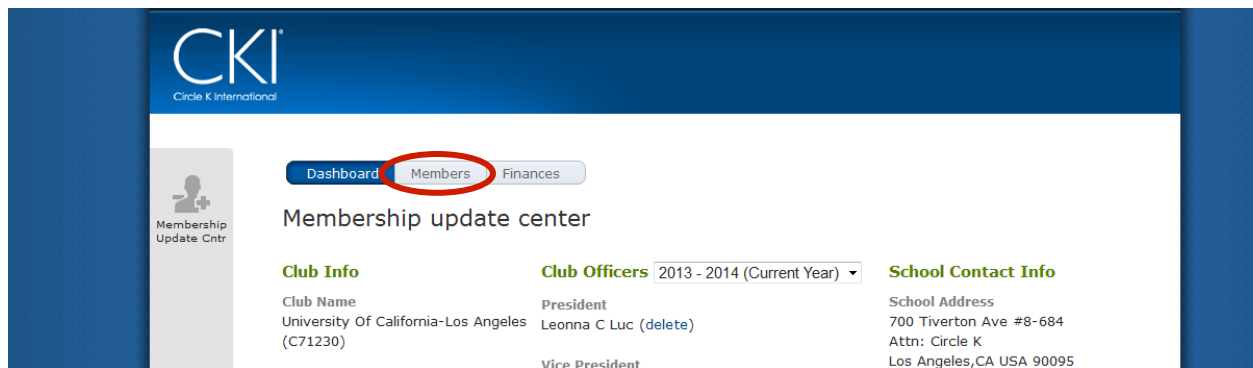 CKI
Circle K International
Dashboard Members Finances
Membership
Update Cntr
Membership update center
Club Info
Club Name
University Of California-Los Angeles
(C71230)
Club Officers 2013 - 2014 (Current Year)
President
Leonna C Luc (delete)
Vice President
School Contact Info
School Address
700 Tiverton Ave #8-684
Attn: Circle K
Los Angeles,CA USA 90095